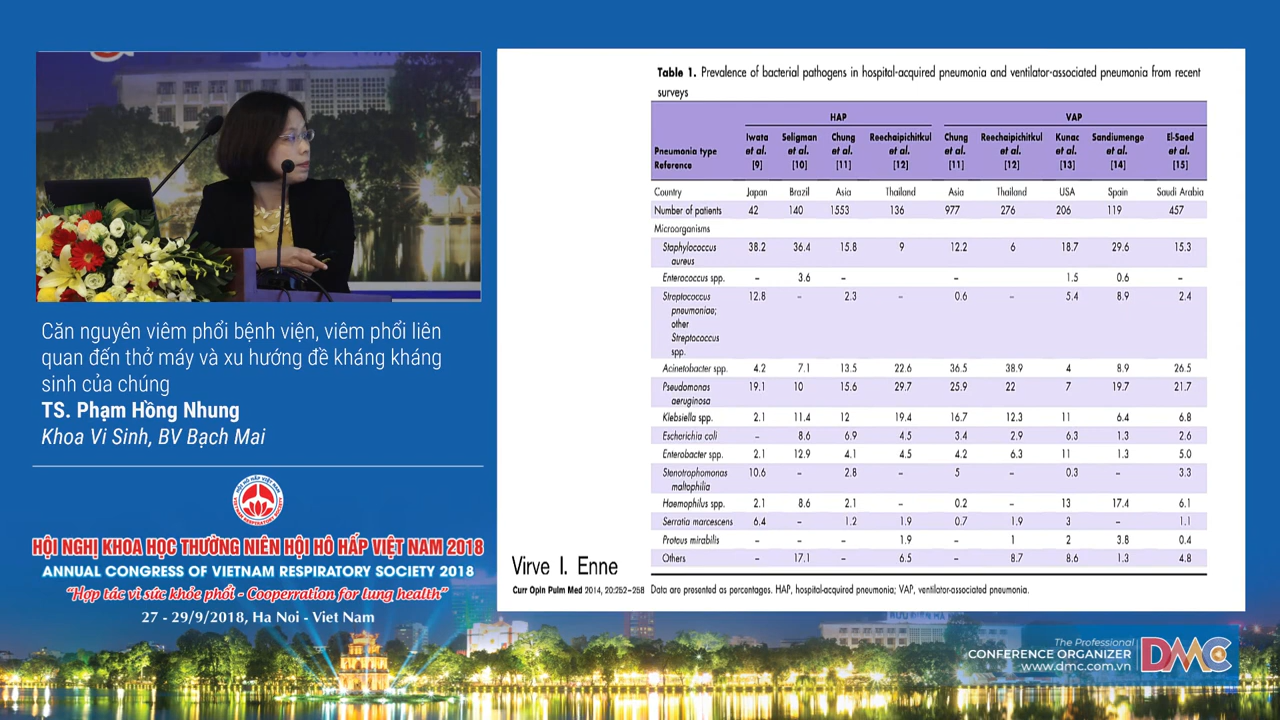 Căn nguyên viêm phổi bệnh viện, viêm phổi liên
quan đến thở máy và xu hướng đề kháng kháng
sinh của chúng
TS. Phạm Hồng Nhung
Khoa Vi Sinh, BV Bạch Mai
HỘI HÔ HẤP VIỆT NAM
VIETNAM RESPIRATORY SOCIETY
HỘI NGHỊ KHOA HỌC THƯỜNG NIÊN HỘI HÔ HẤP VIỆT NAM 2018
ANNUAL CONGRESS OF VIETNAM RESPIRATORY SOCIETY 2018
"Hợp tác vì sức khỏe phổi - Cooperration for lung health"
27 - 29/9/2018, Ha Noi - Viet Nam
Table 1. Prevalence of bacterial pathogens in hospital-acquired pneumonia and ventilator-associated pneumonia from recent
surveys
HAP VAP
Iwata Seligman Chung Reechaipichitkul Chung Reechaipichitkul Kunac Sandiumenge El-Saed
Pneumonia type et al. et al. et al. et al. et al. et al. et al. et al. et al.
Reference [9] [10] [11] [12] [11] [12] [13] [14] [15]
Country Japan Brazil Asia Thailand Asia Thailand USA Spain Saudi Arabia
Number of patients 42 140 1553 136 977 276 206 119 457
Microorganisms
Staphylococcus 38.2 36.4 15.8 9 12.2 6 18.7 29.6 15.3
aureus
Enterococcus spp. – 3.6 – – – 1.5 0.6 –
Streptococcus 12.8 – 2.3 – 0.6 – 5.4 8.9 2.4
pneumoniae;
other
Streptococcus
spp.
Acinetobacter spp. 4.2 7.1 13.5 22.6 36.5 38.9 4 8.9 26.5
Pseudomonas 19.1 10 15.6 29.7 25.9 22 7 19.7 21.7
aeruginosa
Klebsiella spp. 2.1 11.4 12 19.4 16.7 12.3 11 6.4 6.8
Escherichia coli – 8.6 6.9 4.5 3.4 2.9 6.3 1.3 2.6
Enterobacter spp. 2.1 12.9 4.1 4.5 4.2 6.3 11 1.3 5.0
Stenotrophomonas 10.6 – 2.8 – 5 – 0.3 – 3.3
maltophilia
Haemophilus spp. 2.1 8.6 2.1 – 0.2 – 13 17.4 6.1
Serratia marcescens 6.4 – 1.2 1.9 0.7 1.9 3 – 1.1
Proteus mirabilis – – 1.9 – 1 2 3.8 0.4
Others – 17.1 – 6.5 – 8.7 8.6 1.3 4.8
Virve I. Enne
Curr Opin Pulm Med 2014, 20:252–258 Data are presented as percentages. HAP, hospital-acquired pneumonia; VAP, ventilator-associated pneumonia.
The Professional
CONFERENCE ORGANIZER
www.dmc.com.vn
DMC